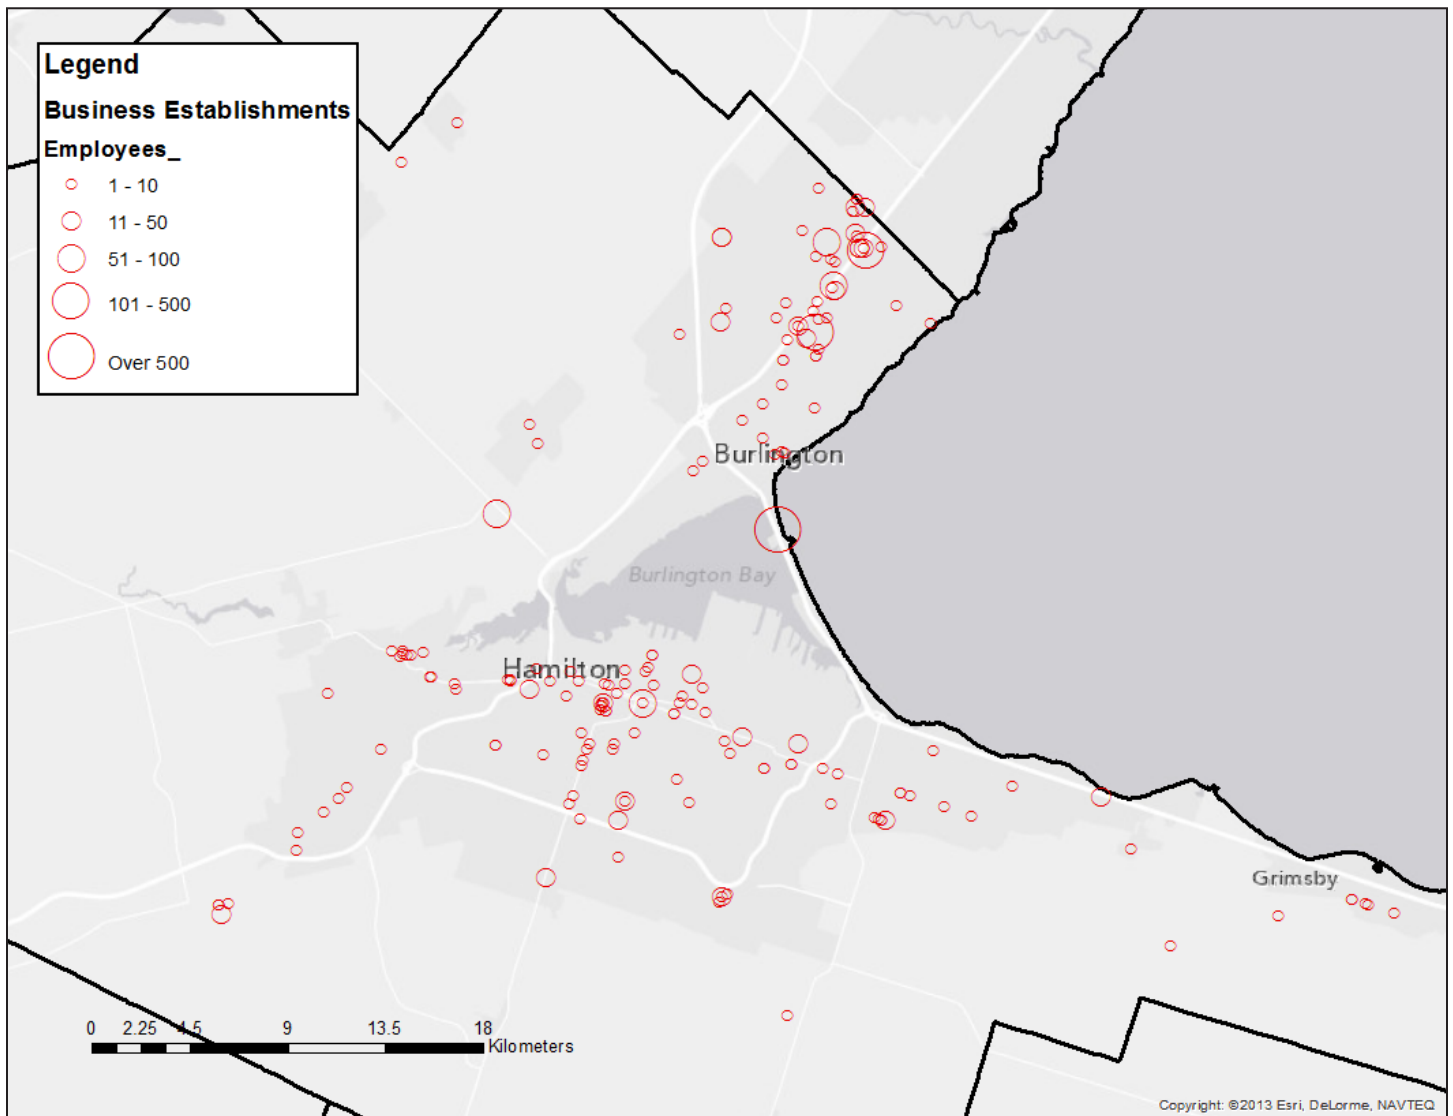 Legend
Business Establishments
Employees_
1 - 10
11 - 50
51 - 100
101 - 500
Over 500
Burlington
Burlington Bay
Hamilton
Grimsby
0 2.25 4.5 9 13.5 18
Kilometers
Copyright: ©2013 Esri, DeLorme, NAVTEQ